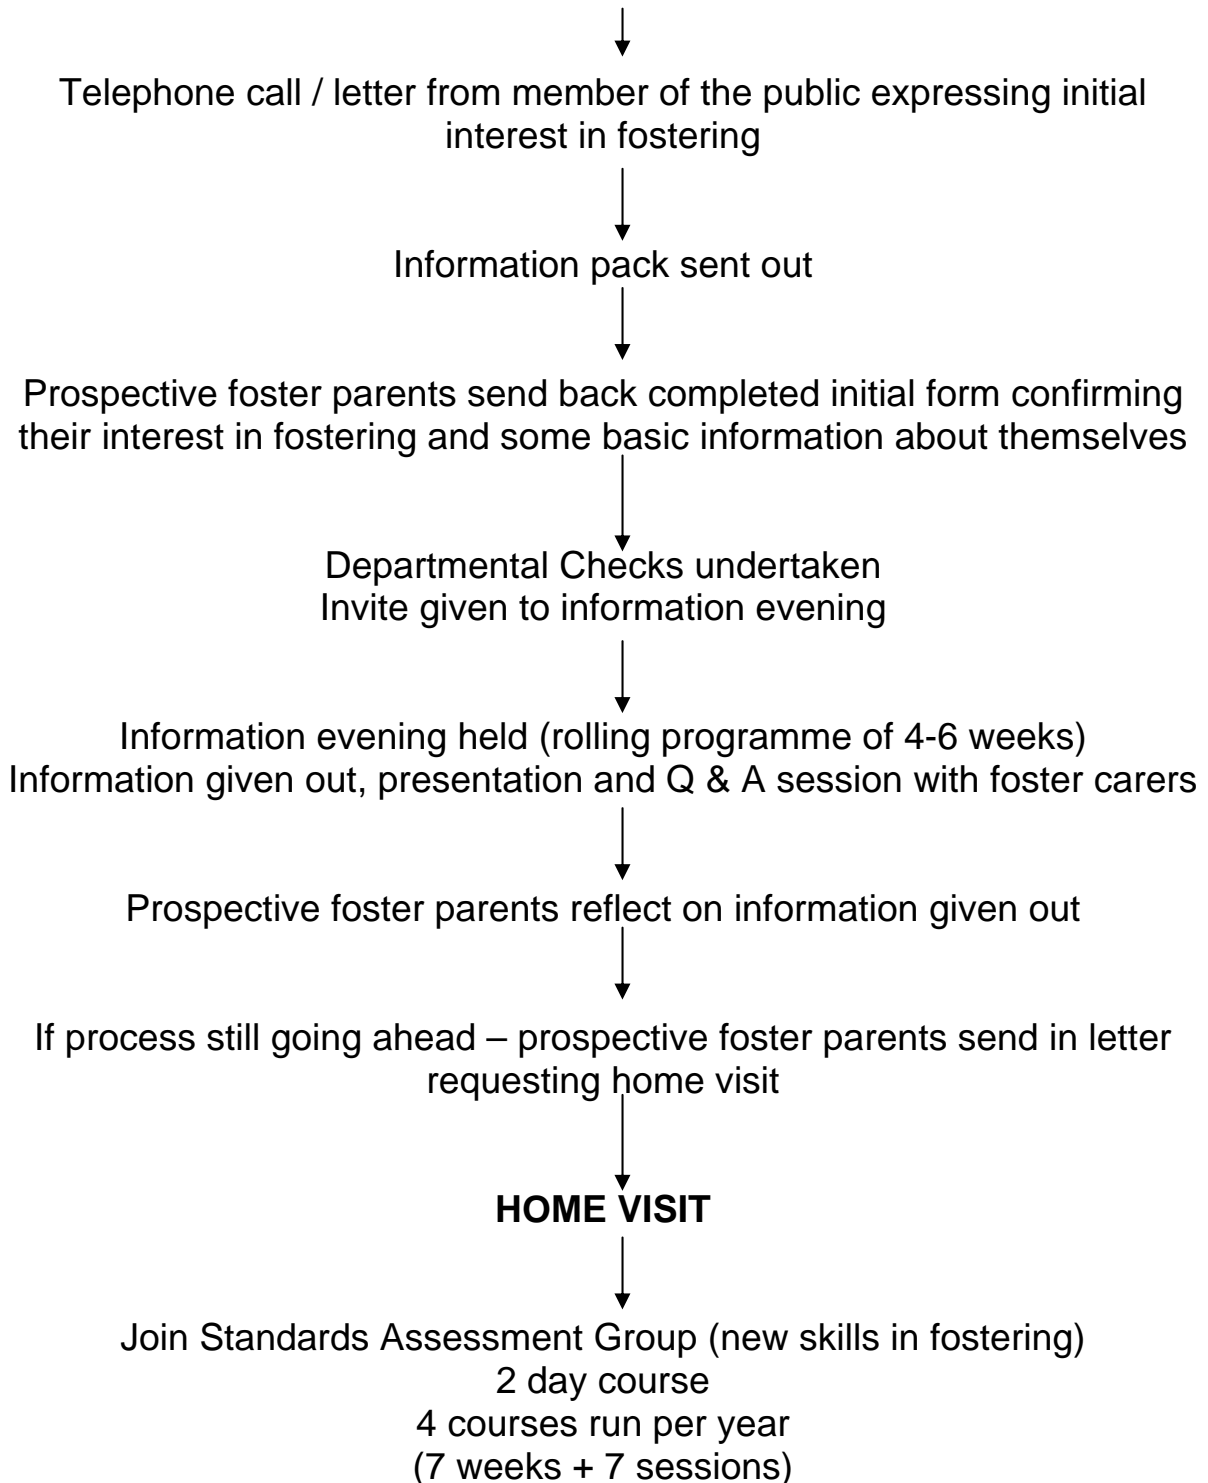 Telephone call / letter from member of the public expressing initial
interest in fostering
Information pack sent out
Prospective foster parents send back completed initial form confirming
their interest in fostering and some basic information about themselves
Departmental Checks undertaken
Invite given to information evening
Information evening held (rolling programme of 4-6 weeks)
Information given out, presentation and Q & A session with foster carers
Prospective foster parents reflect on information given out
If process still going ahead – prospective foster parents send in letter
requesting home visit
HOME VISIT
Join Standards Assessment Group (new skills in fostering)
2 day course
4 courses run per year
(7 weeks + 7 sessions)